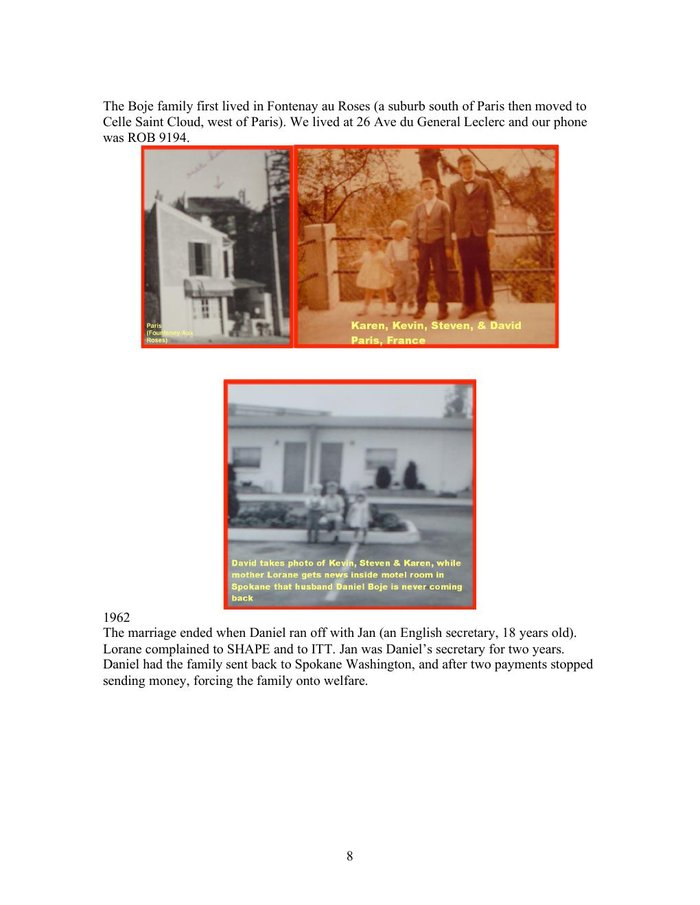 The Boje family first lived in Fontenay au Roses (a suburb south of Paris then moved to
Celle Saint Cloud, west of Paris). We lived at 26 Ave du General Leclerc and our phone
was ROB 9194.
Paris
(Founteney Aux
Roses)
Karen, Kevin, Steven, & David
Paris, France
David takes photo of Kevin, Steven & Karen, while
mother Lorane gets news inside motel room in
Spokane that husband Daniel Boje is never coming
back
1962
The marriage ended when Daniel ran off with Jan (an English secretary, 18 years old).
Lorane complained to SHAPE and to ITT. Jan was Daniel’s secretary for two years.
Daniel had the family sent back to Spokane Washington, and after two payments stopped
sending money, forcing the family onto welfare.
8